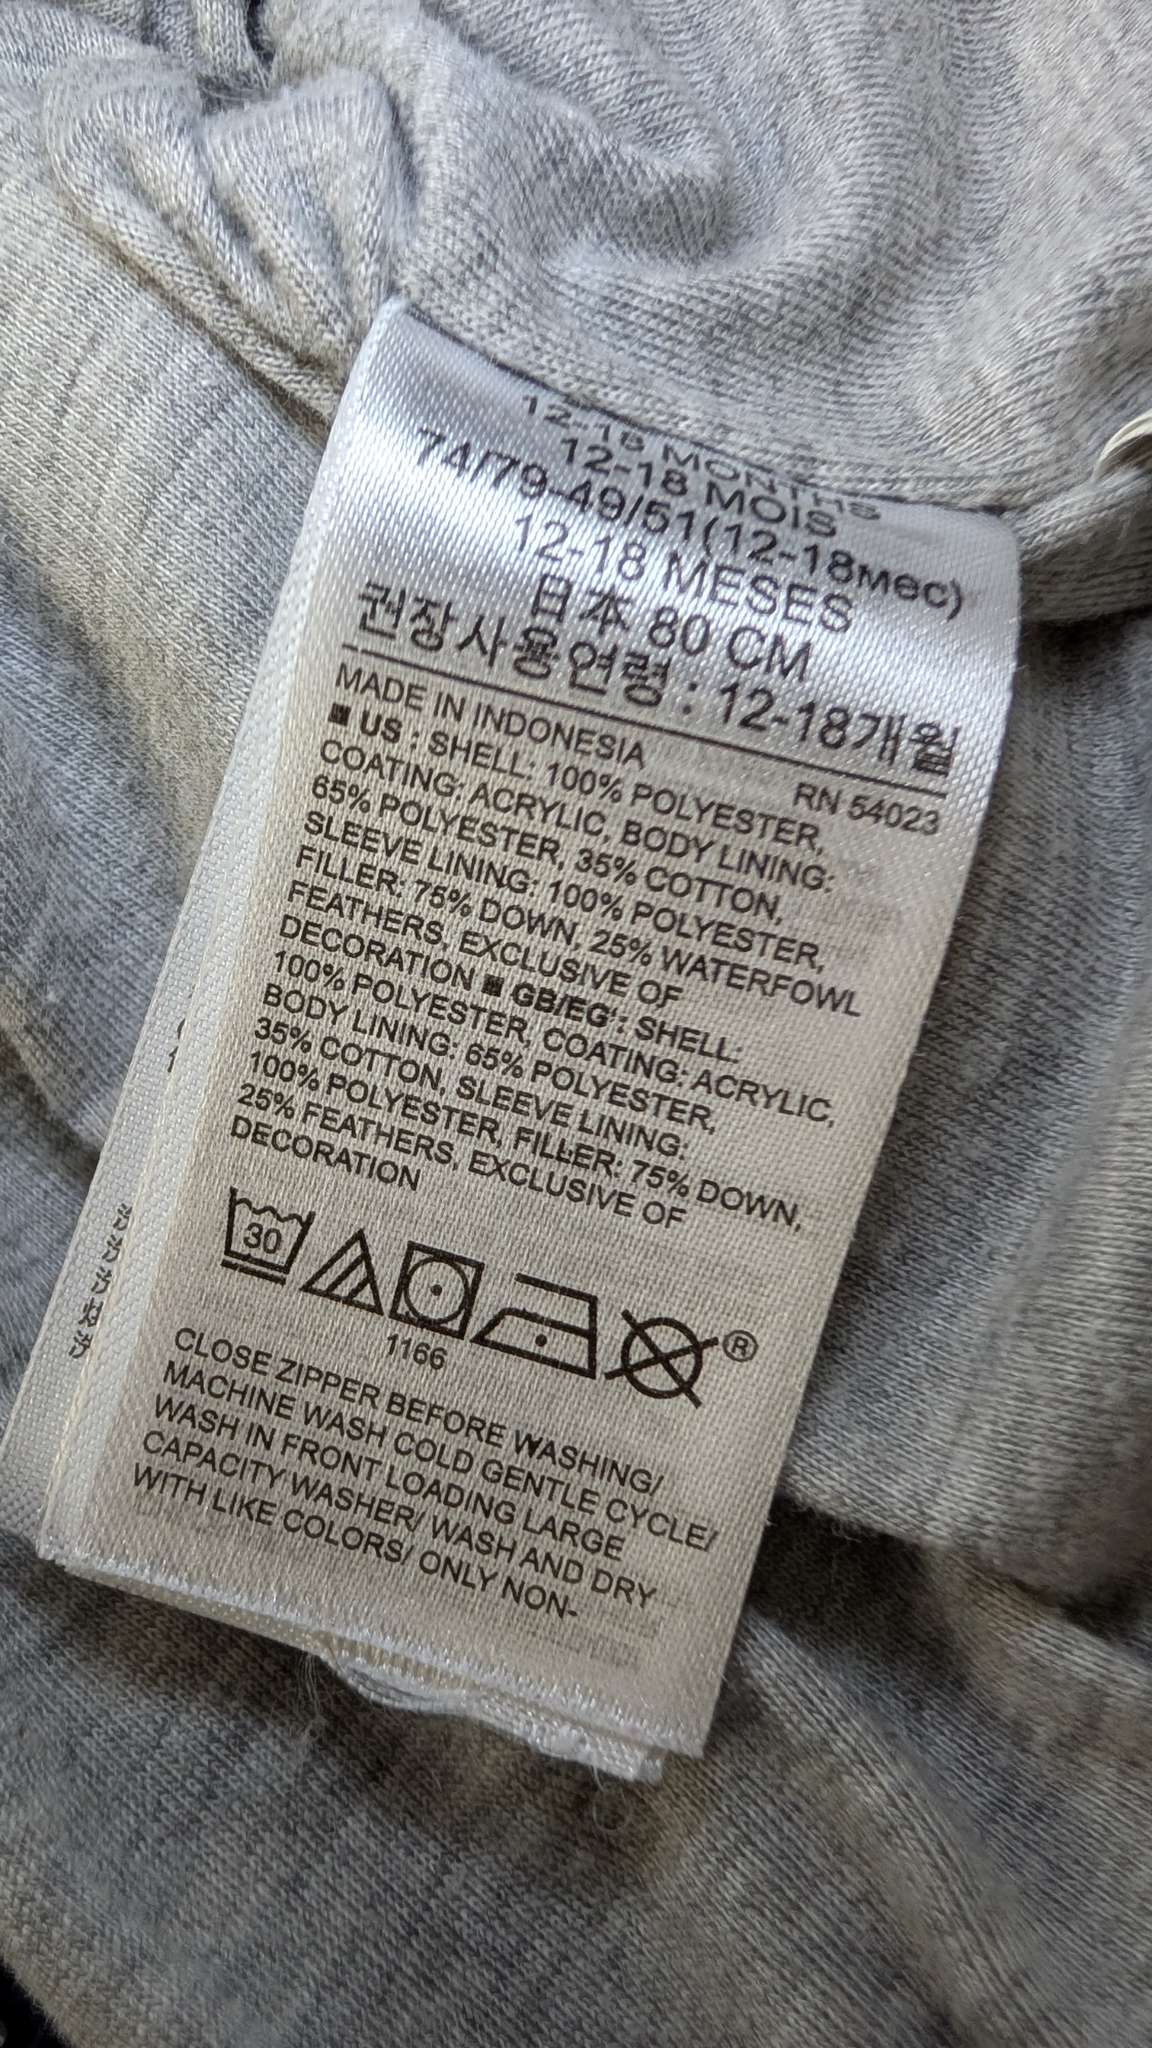 12-18 MONTHS
12-18 MOIS
74/79-49/51(12-18мес)
12-18 MESES
日本 80 CM
권장사용연령 : 12-18개월
MADE IN INDONESIA
RN 54023
■ US : SHELL: 100% POLYESTER,
COATING: ACRYLIC, BODY LINING:
65% POLYESTER, 35% COTTON,
SLEEVE LINING: 100% POLYESTER,
FILLER: 75% DOWN, 25% WATERFOWL
FEATHERS, EXCLUSIVE OF
DECORATION ■ GB/EG : SHELL:
100% POLYESTER, COATING: ACRYLIC,
BODY LINING: 65% POLYESTER,
35% COTTON, SLEEVE LINING:
100% POLYESTER, FILLER: 75% DOWN,
25% FEATHERS, EXCLUSIVE OF
DECORATION
30
®
1166
CLOSE ZIPPER BEFORE WASHING/
MACHINE WASH COLD GENTLE CYCLE/
WASH IN FRONT LOADING LARGE
CAPACITY WASHER/ WASH AND DRY
WITH LIKE COLORS/ ONLY NON-